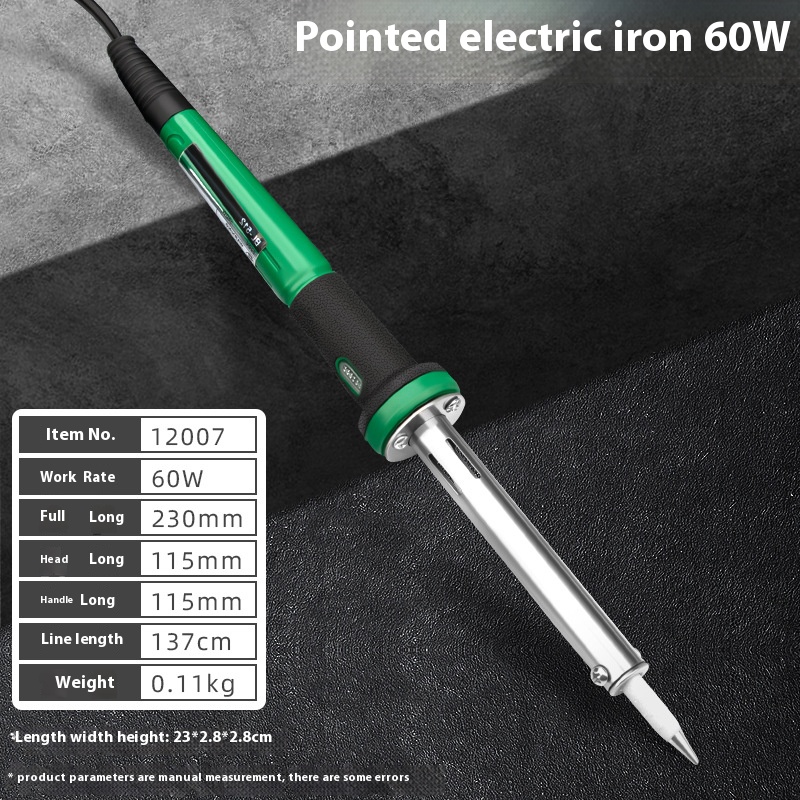 Pointed electric iron 60W
Item No. 12007
Work Rate 60W
Full Long 230mm
Head Long 115mm
Handle Long 115mm
Line length 137cm
Weight 0.11kg
*Length width height: 23*2.8*2.8cm
* product parameters are manual measurement, there are some errors